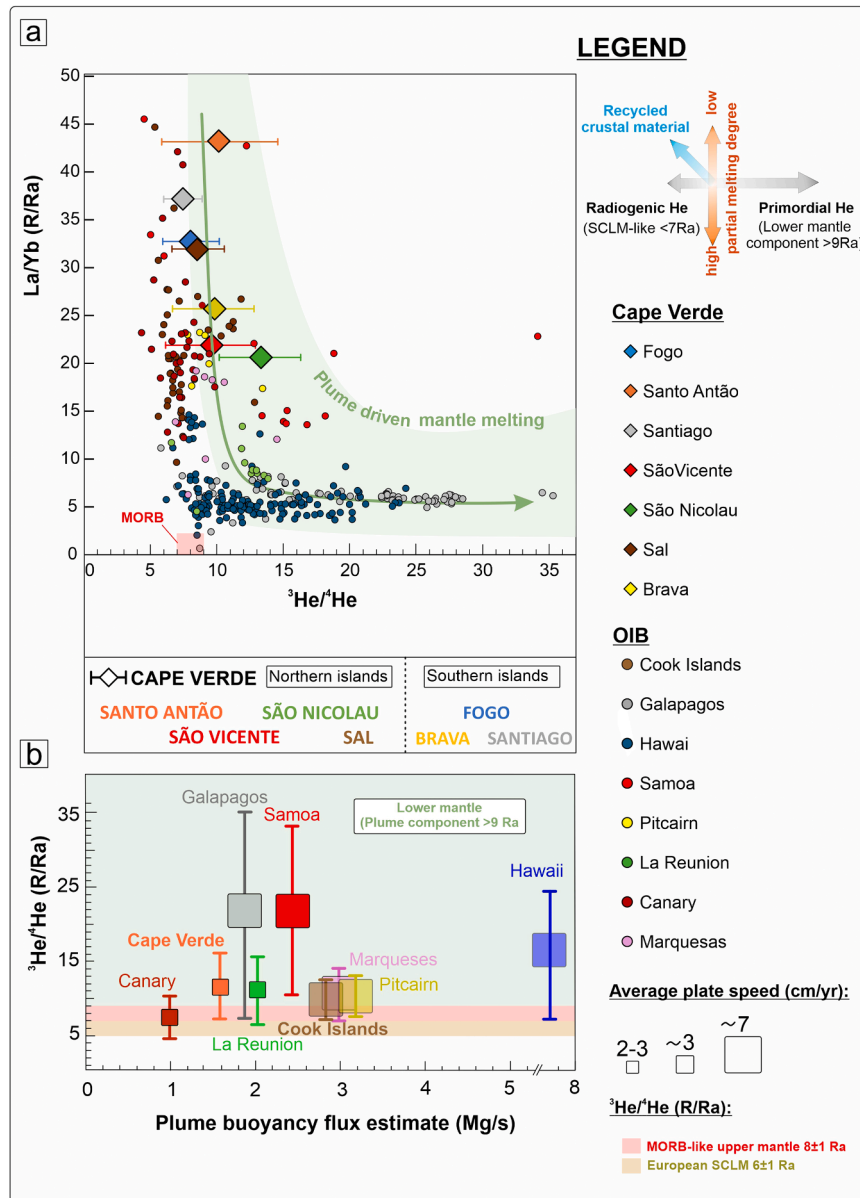 a
La/Yb (R/Ra)
50
45
40
35
30
25
20
15
10
5
0
MORB
Plume driven mantle melting
0 5 10 15 20 25 30 35
³He/⁴He
CAPE VERDE
Northern islands
Southern islands
SANTO ANTÃO
SÃO NICOLAU
FOGO
SÃO VICENTE
SAL
BRAVA
SANTIAGO
LEGEND
Recycled
crustal material
low
partial melting degree
high
Radiogenic He
(SCLM-like <7Ra)
Primordial He
(Lower mantle
component >9Ra)
Cape Verde
Fogo
Santo Antão
Santiago
SãoVicente
São Nicolau
Sal
Brava
OIB
Cook Islands
Galapagos
Hawai
Samoa
Pitcairn
La Reunion
Canary
Marquesas
Average plate speed (cm/yr):
2-3
~3
~7
³He/⁴He (R/Ra):
MORB-like upper mantle 8±1 Ra
European SCLM 6±1 Ra
b
³He/⁴He (R/Ra)
35
25
15
5
Galapagos
Samoa
Lower mantle
(Plume component >9 Ra
Hawaii
Cape Verde
Canary
Marqueses
Pitcairn
La Reunion
Cook Islands
0 1 2 3 4 5 8
Plume buoyancy flux estimate (Mg/s)